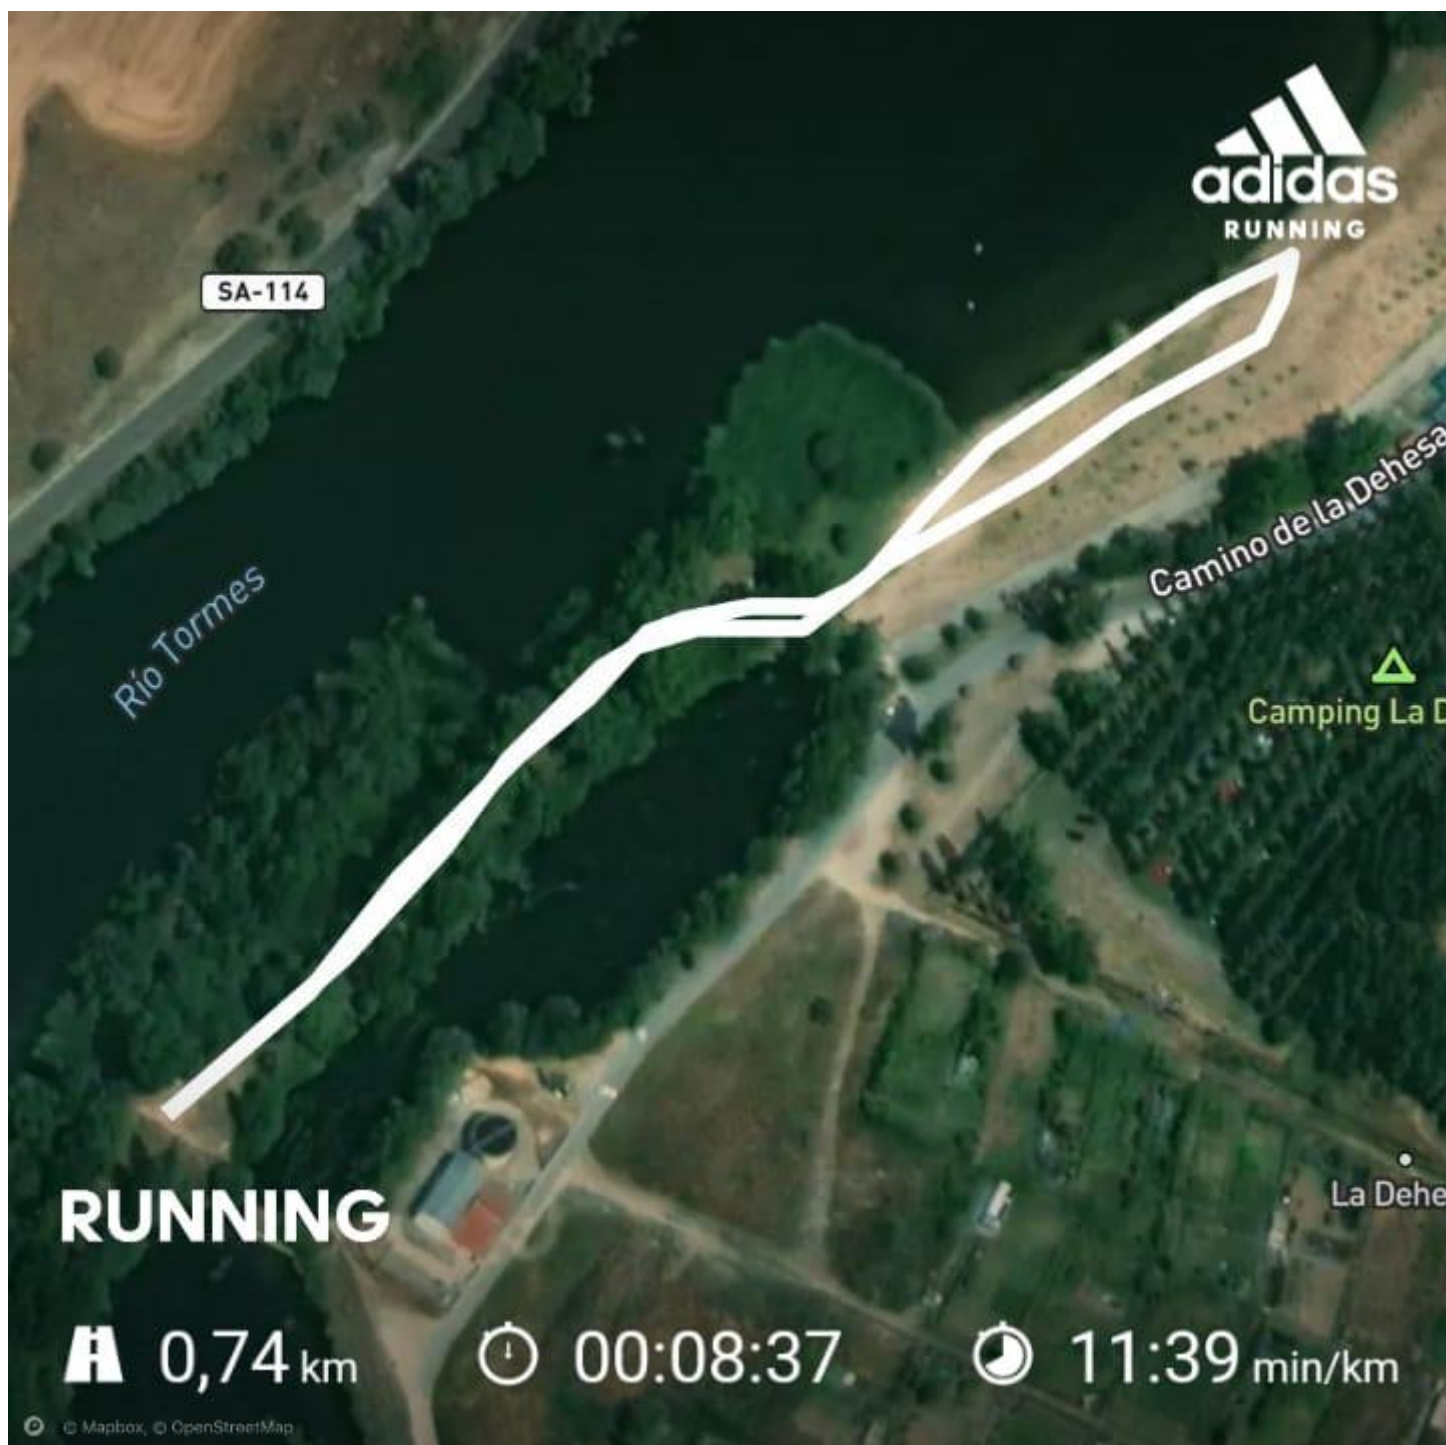 adidas
RUNNING
SA-114
Camino de la Dehesa
Río Tormes
Camping La D
La Dehe
RUNNING
0,74 km
00:08:37
11:39 min/km
© Mapbox, © OpenStreetMap